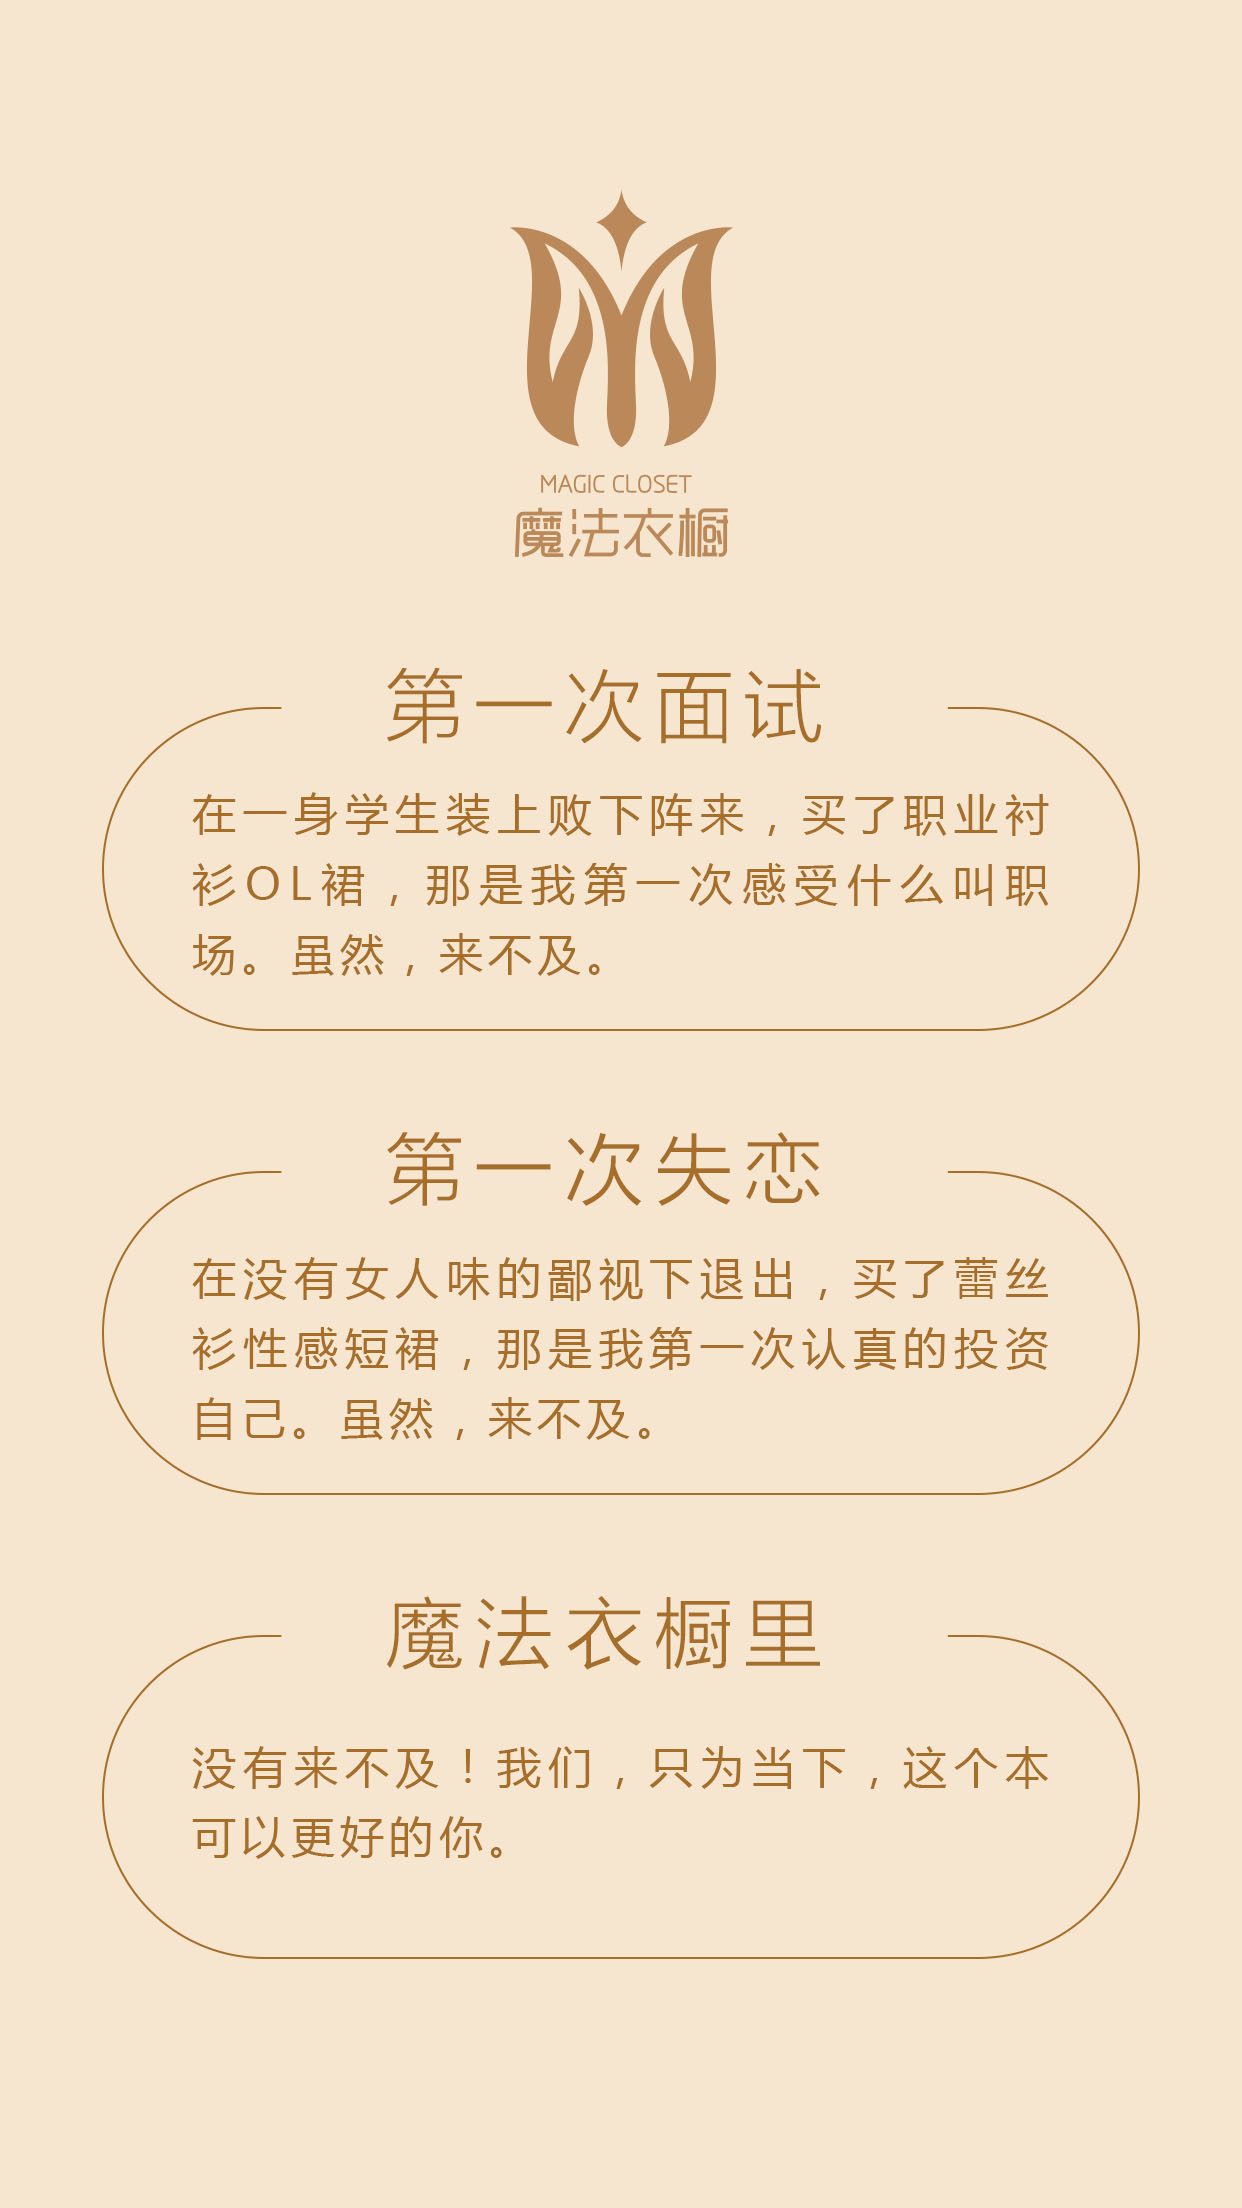 MAGIC CLOSET
魔法衣橱
第一次面试
在一身学生装上败下阵来，买了职业衬
衫OL裙，那是我第一次感受什么叫职
场。虽然，来不及。
第一次失恋
在没有女人味的鄙视下退出，买了蕾丝
衫性感短裙，那是我第一次认真的投资
自己。虽然，来不及。
魔法衣橱里
没有来不及！我们，只为当下，这个本
可以更好的你。